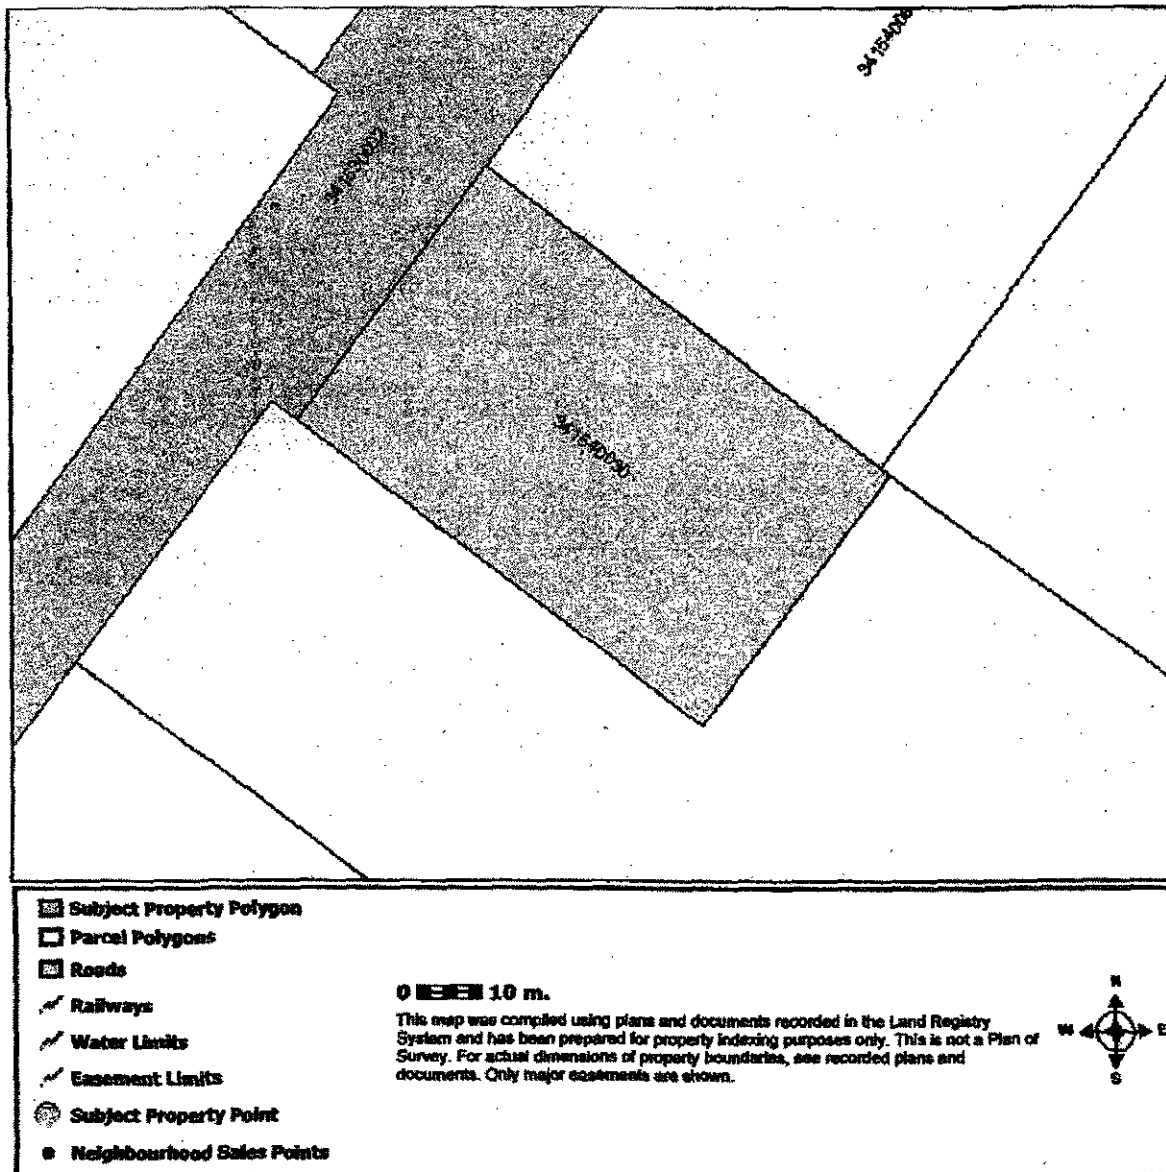 34154D030
Subject Property Polygon
Parcel Polygons
Roads
Railways
Water Limits
Easement Limits
Subject Property Point
Neighbourhood Sales Points
0 10 m.
This map was compiled using plans and documents recorded in the Land Registry
System and has been prepared for property indexing purposes only. This is not a Plan of
Survey. For actual dimensions of property boundaries, see recorded plans and
documents. Only major easements are shown.
N
W E
S